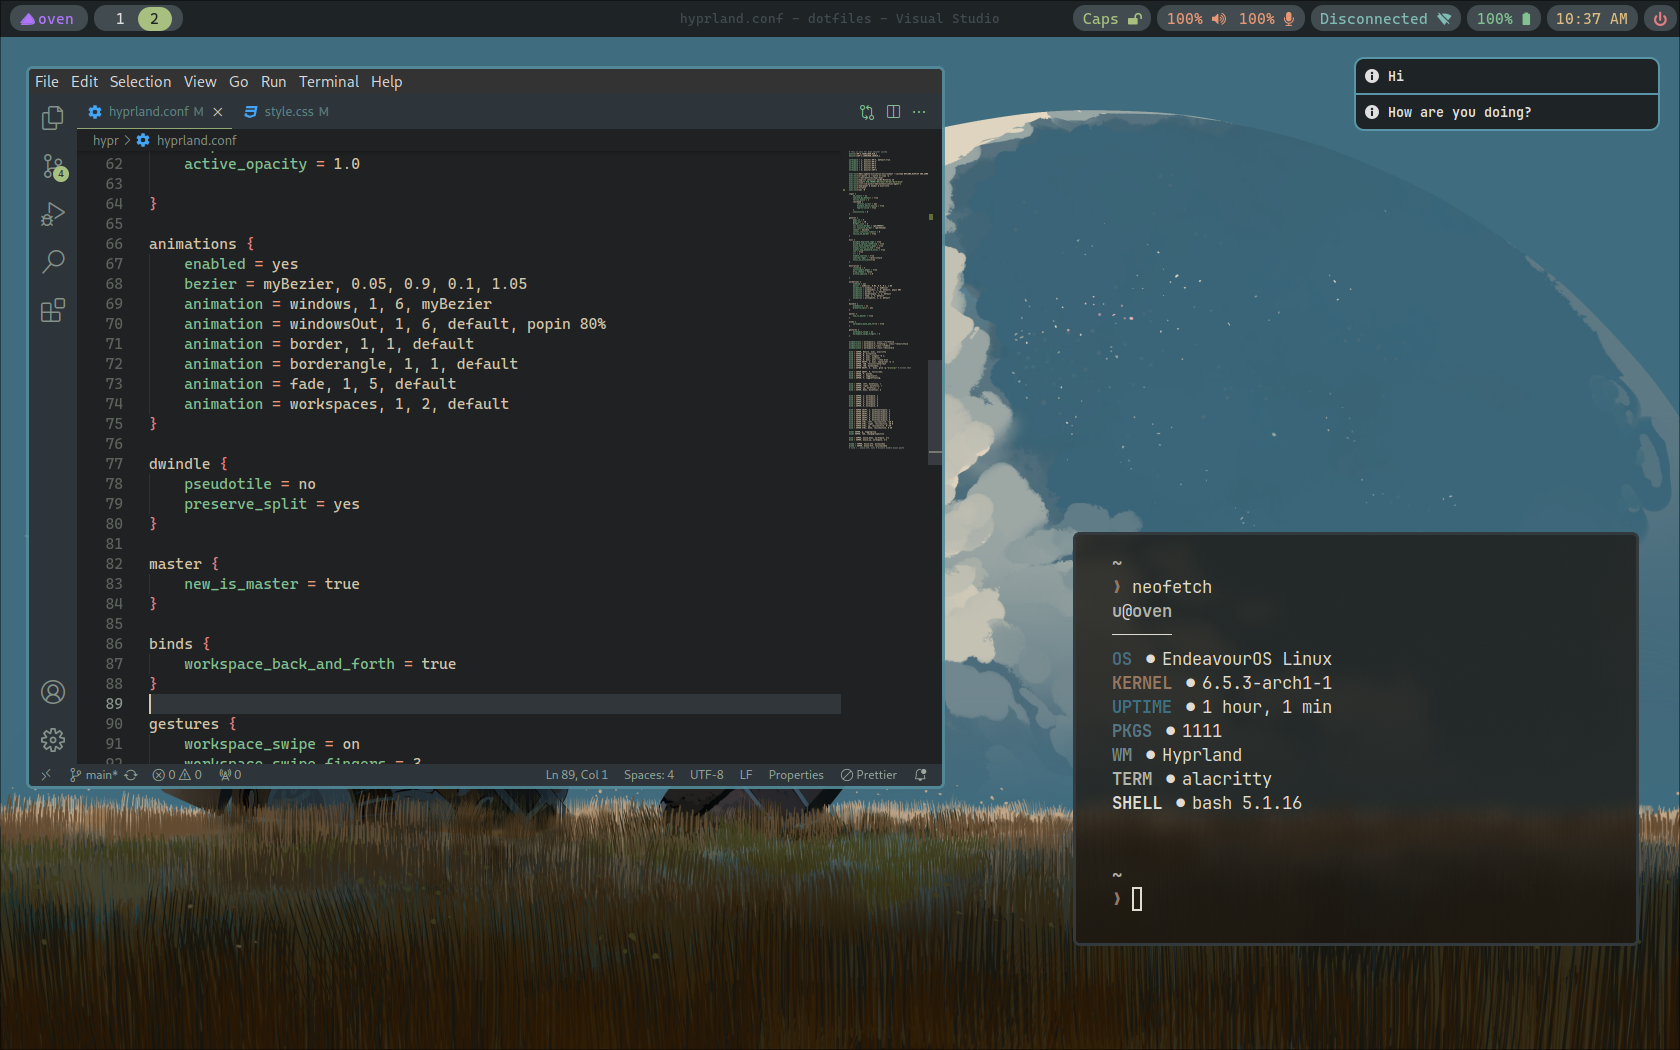 oven
1 2
hyprland.conf - dotfiles - Visual Studio
Caps
100% 100%
Disconnected
100%
10:37 AM
Hi
How are you doing?
File Edit Selection View Go Run Terminal Help
hyprland.conf M
style.css M
hypr > hyprland.conf
4
62 active_opacity = 1.0
63
64 }
65
66 animations {
67 enabled = yes
68 bezier = myBezier, 0.05, 0.9, 0.1, 1.05
69 animation = windows, 1, 6, myBezier
70 animation = windowsOut, 1, 6, default, popin 80%
71 animation = border, 1, 1, default
72 animation = borderangle, 1, 1, default
73 animation = fade, 1, 5, default
74 animation = workspaces, 1, 2, default
75 }
76
77 dwindle {
78 pseudotile = no
79 preserve_split = yes
80 }
81
82 master {
83 new_is_master = true
84 }
85
86 binds {
87 workspace_back_and_forth = true
88 }
89
90 gestures {
91 workspace_swipe = on
92 workspace_swipe_fingers = 3
main* 0 0 0
Ln 89, Col 1 Spaces: 4 UTF-8 LF Properties Prettier
~
❯ neofetch
u@oven
OS ● EndeavourOS Linux
KERNEL ● 6.5.3-arch1-1
UPTIME ● 1 hour, 1 min
PKGS ● 1111
WM ● Hyprland
TERM ● alacritty
SHELL ● bash 5.1.16
~
❯